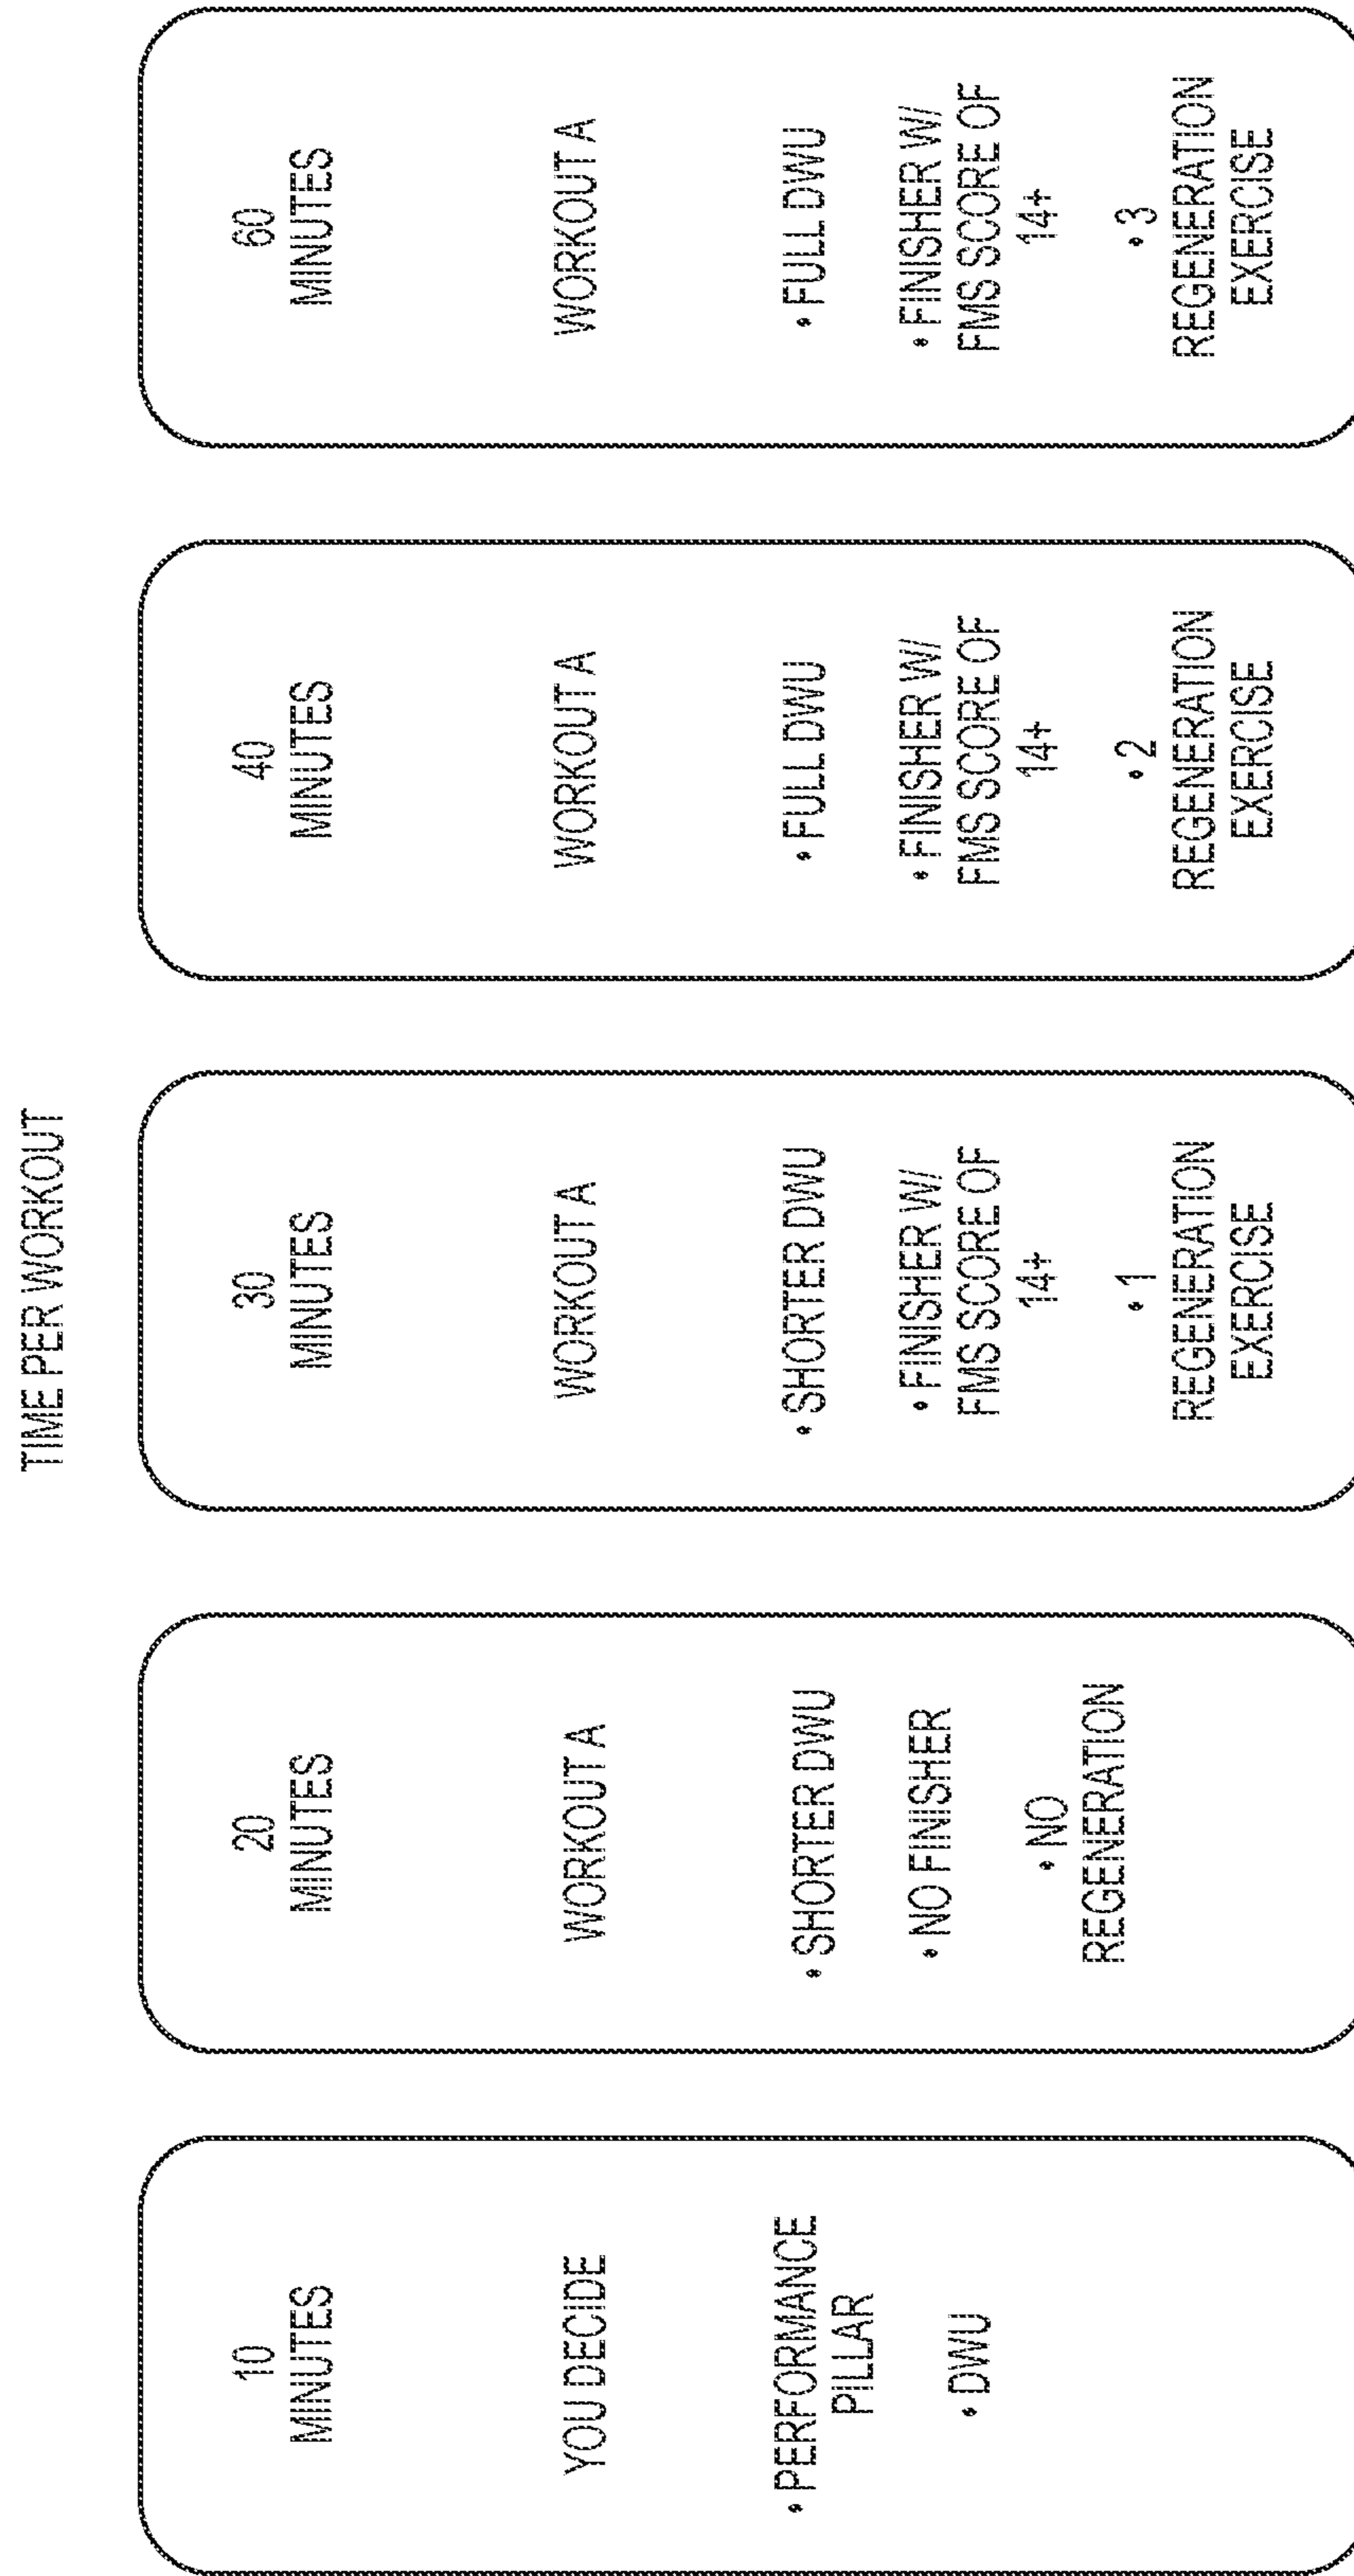 TIME PER WORKOUT
10
MINUTES
YOU DECIDE
• PERFORMANCE
PILLAR
• DWU
20
MINUTES
WORKOUT A
• SHORTER DWU
• NO FINISHER
• NO
REGENERATION
30
MINUTES
WORKOUT A
• SHORTER DWU
• FINISHER W/
FMS SCORE OF
14+
• 1
REGENERATION
EXERCISE
40
MINUTES
WORKOUT A
• FULL DWU
• FINISHER W/
FMS SCORE OF
14+
• 2
REGENERATION
EXERCISE
60
MINUTES
WORKOUT A
• FULL DWU
• FINISHER W/
FMS SCORE OF
14+
• 3
REGENERATION
EXERCISE